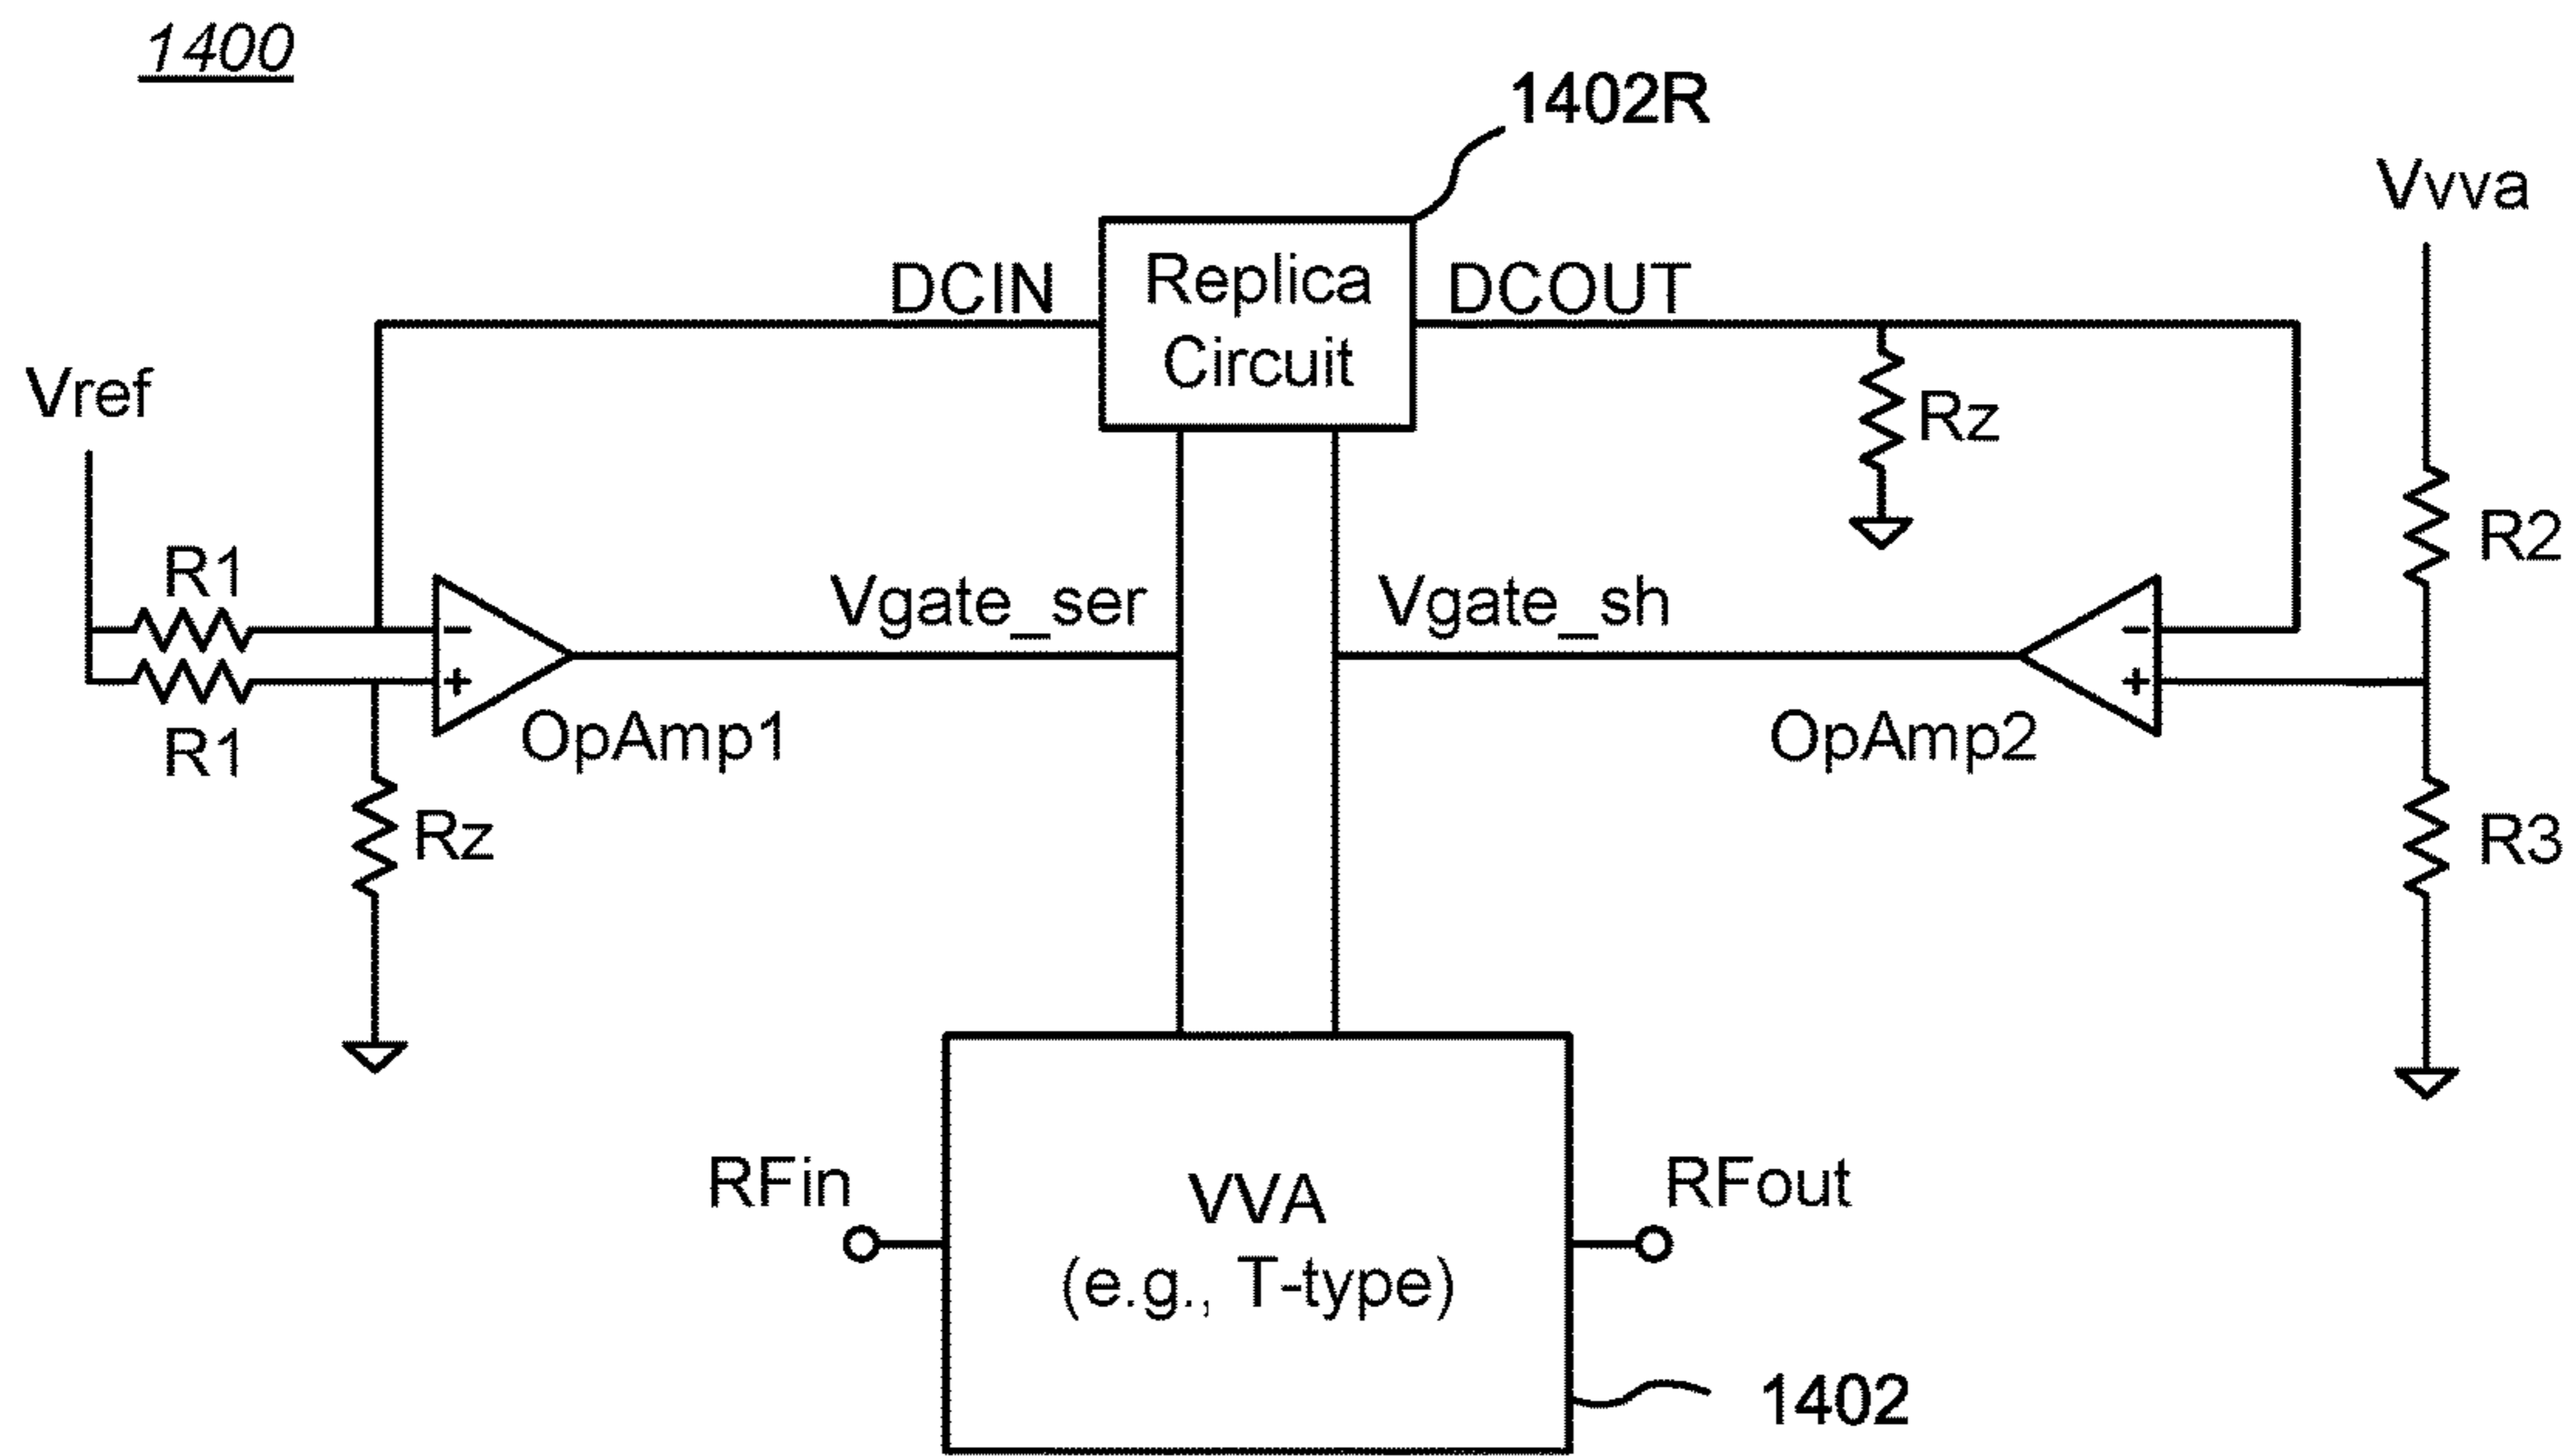 1400
1402R
Vvva
DCIN
Replica
Circuit
DCOUT
Vref
Rz
R2
R1
Vgate_ser
Vgate_sh
−
+
−
+
R1
OpAmp1
OpAmp2
Rz
R3
RFin
VVA
(e.g., T-type)
RFout
1402